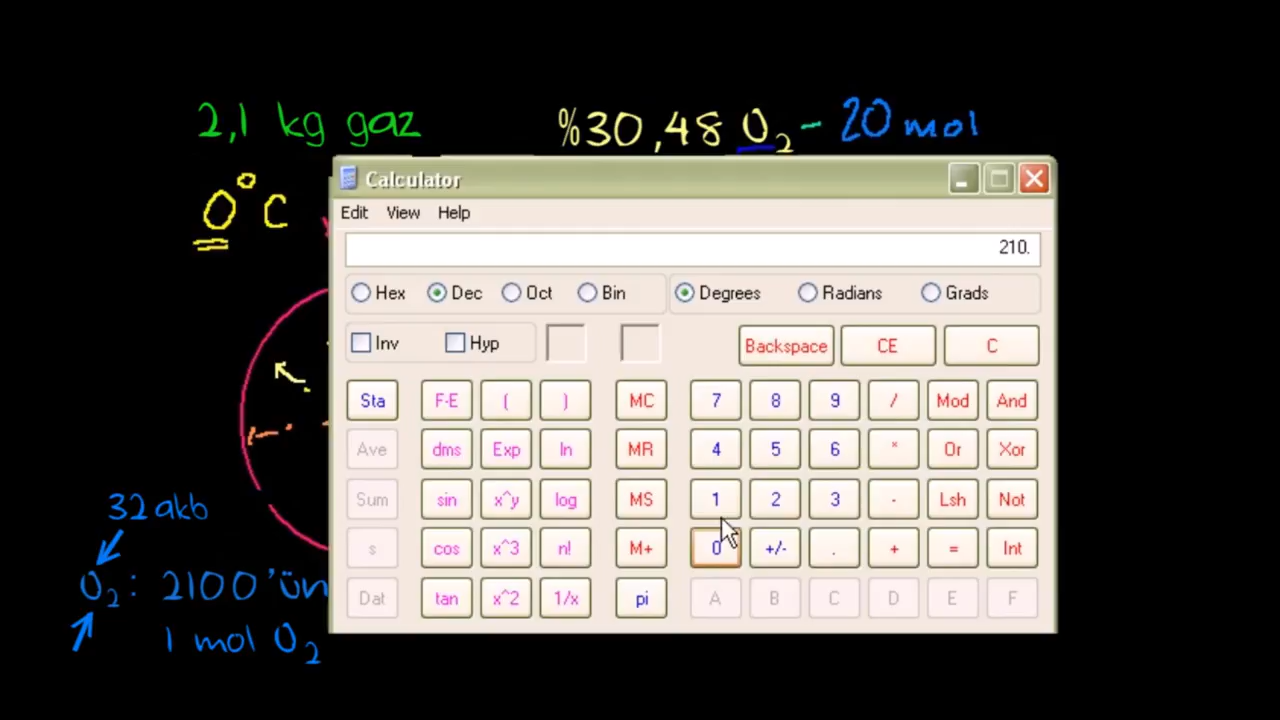 2,1 kg gaz
%30,48 O₂ - 20 mol
0°C
Calculator
Edit View Help
210.
Hex Dec Oct Bin Degrees Radians Grads
Inv Hyp Backspace CE C
Sta F-E ( ) MC 7 8 9 / Mod And
Ave dms Exp ln MR 4 5 6 * Or Xor
Sum sin x^y log MS 1 2 3 - Lsh Not
s cos x^3 n! M+ 0 +/- . + = Int
Dat tan x^2 1/x pi A B C D E F
32akb
O₂: 2100'ün
1 mol O₂